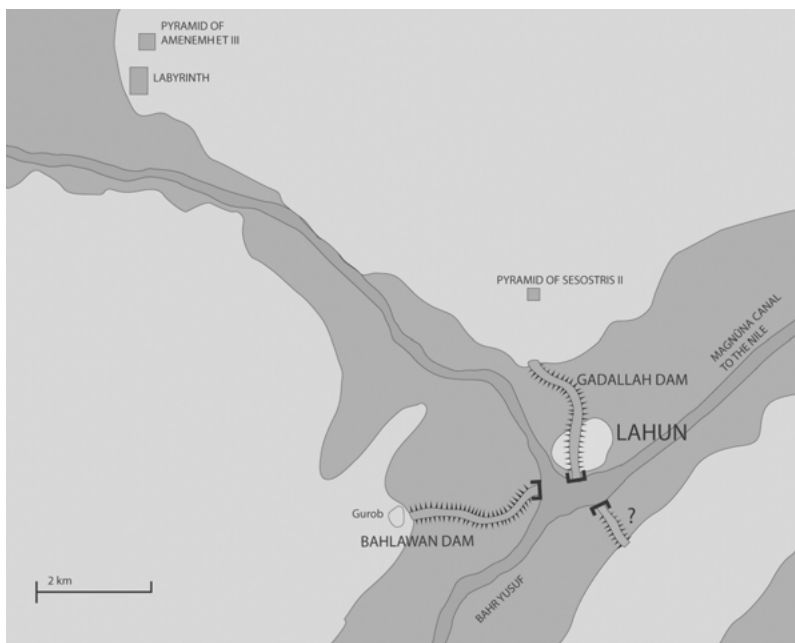 PYRAMID OF
AMENEMHET III
LABYRINTH
PYRAMID OF SESOSTRIS II
MAGNŪNA CANAL
TO THE NILE
GADALLAH DAM
LAHUN
Gurob
BAHLAWAN DAM
?
2 km
BAHR YUSUF